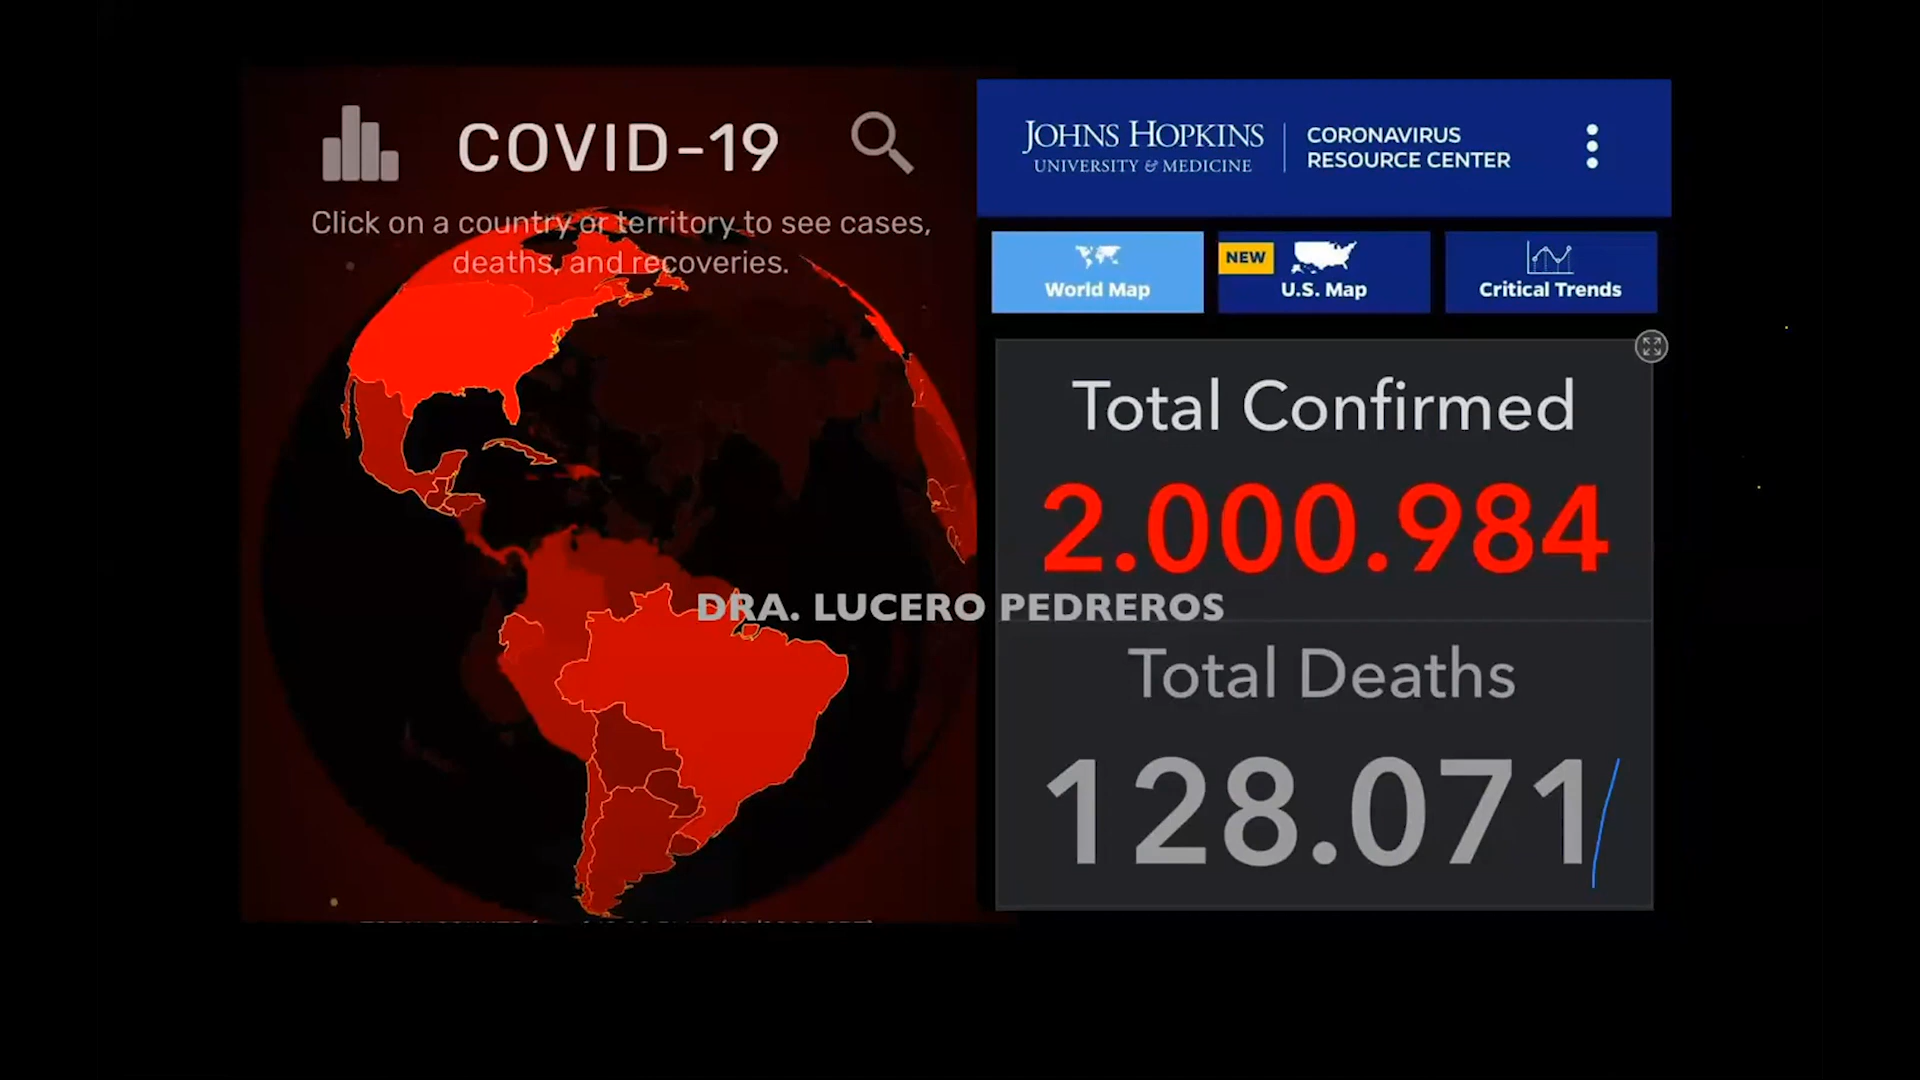 COVID-19
Click on a country or territory to see cases,
deaths, and recoveries.
JOHNS HOPKINS
UNIVERSITY & MEDICINE
CORONAVIRUS
RESOURCE CENTER
World Map
NEW
U.S. Map
Critical Trends
Total Confirmed
2.000.984
DRA. LUCERO PEDREROS
Total Deaths
128.071